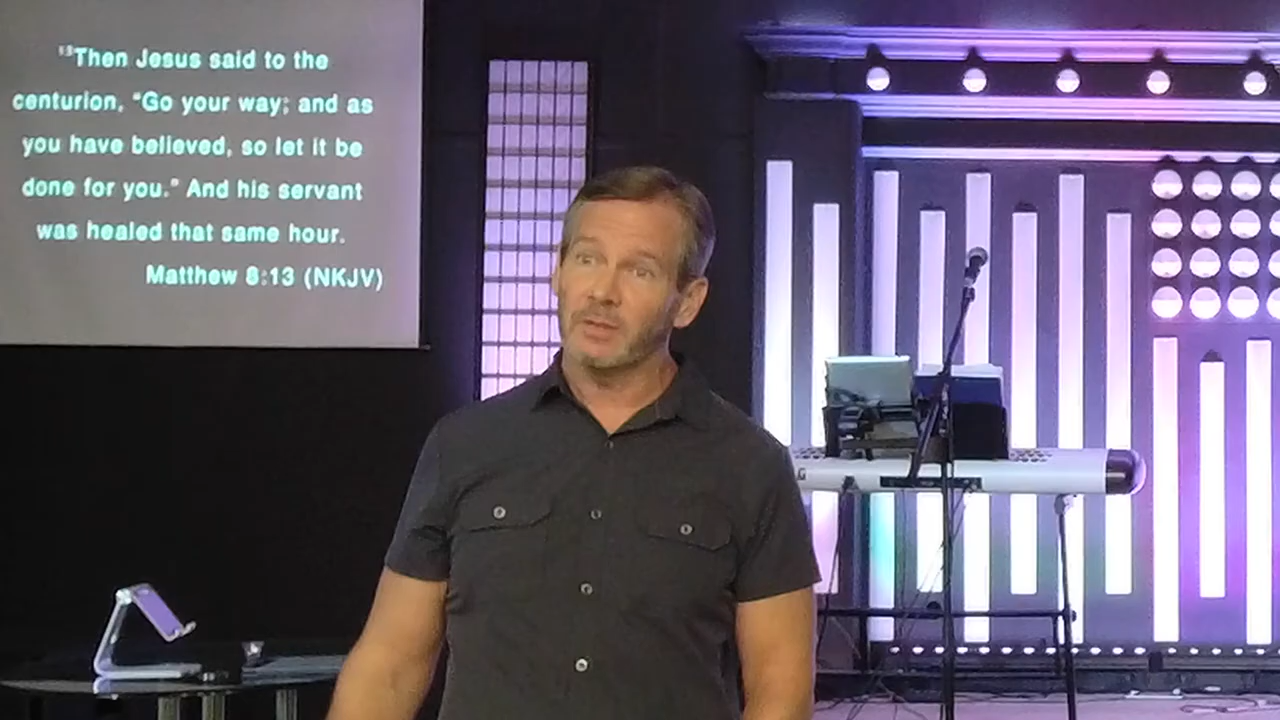 ¹³Then Jesus said to the
centurion, "Go your way; and as
you have believed, so let it be
done for you." And his servant
was healed that same hour.
Matthew 8:13 (NKJV)